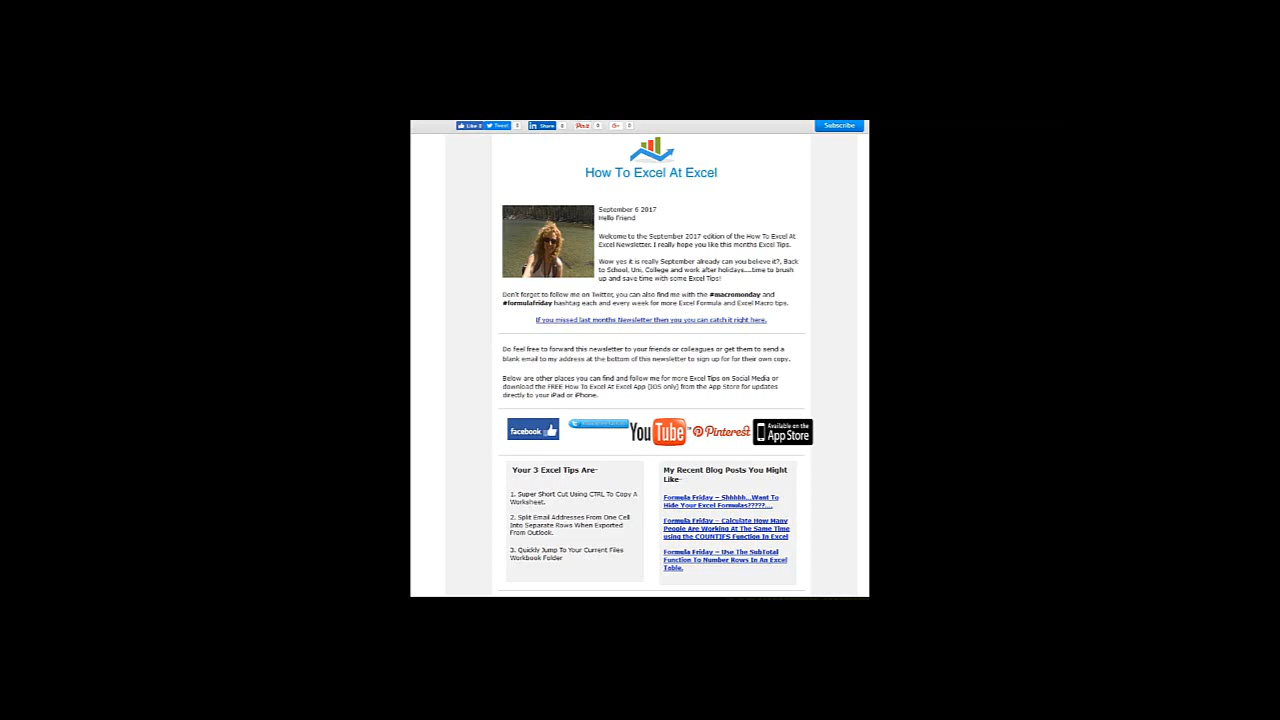 Like 0 Tweet 0 in Share 0 Pin it 0 G+ 0 Subscribe
How To Excel At Excel
September 6 2017
Hello Friend
Welcome to the September 2017 edition of the How To Excel At
Excel Newsletter. I really hope you like this months Excel Tips.
Wow yes it is really September already can you believe it?, Back
to School, Uni, College and work after holidays....time to brush
up and save time with some Excel Tips!
Don't forget to follow me on Twitter, you can also find me with the #macromonday and
#formulafriday hashtag each and every week for more Excel Formula and Excel Macro tips.
If you missed last months Newsletter then you you can catch it right here.
Do feel free to forward this newsletter to your friends or colleagues or get them to send a
blank email to my address at the bottom of this newsletter to sign up for for their own copy.
Below are other places you can find and follow me for more Excel Tips on Social Media or
download the FREE How To Excel At Excel App (IOS only) from the App Store for updates
directly to your iPad or iPhone.
facebook
YouTube
Pinterest
Available on the
App Store
Your 3 Excel Tips Are-
1. Super Short Cut Using CTRL To Copy A
Worksheet.
2. Split Email Addresses From One Cell
Into Separate Rows When Exported
From Outlook.
3. Quickly Jump To Your Current Files
Workbook Folder
My Recent Blog Posts You Might
Like-
Formula Friday – Shhhhh...Want To
Hide Your Excel Formulas?????....
Formula Friday – Calculate How Many
People Are Working At The Same Time
using the COUNTIFS Function In Excel
Formula Friday – Use The SubTotal
Function To Number Rows In An Excel
Table.